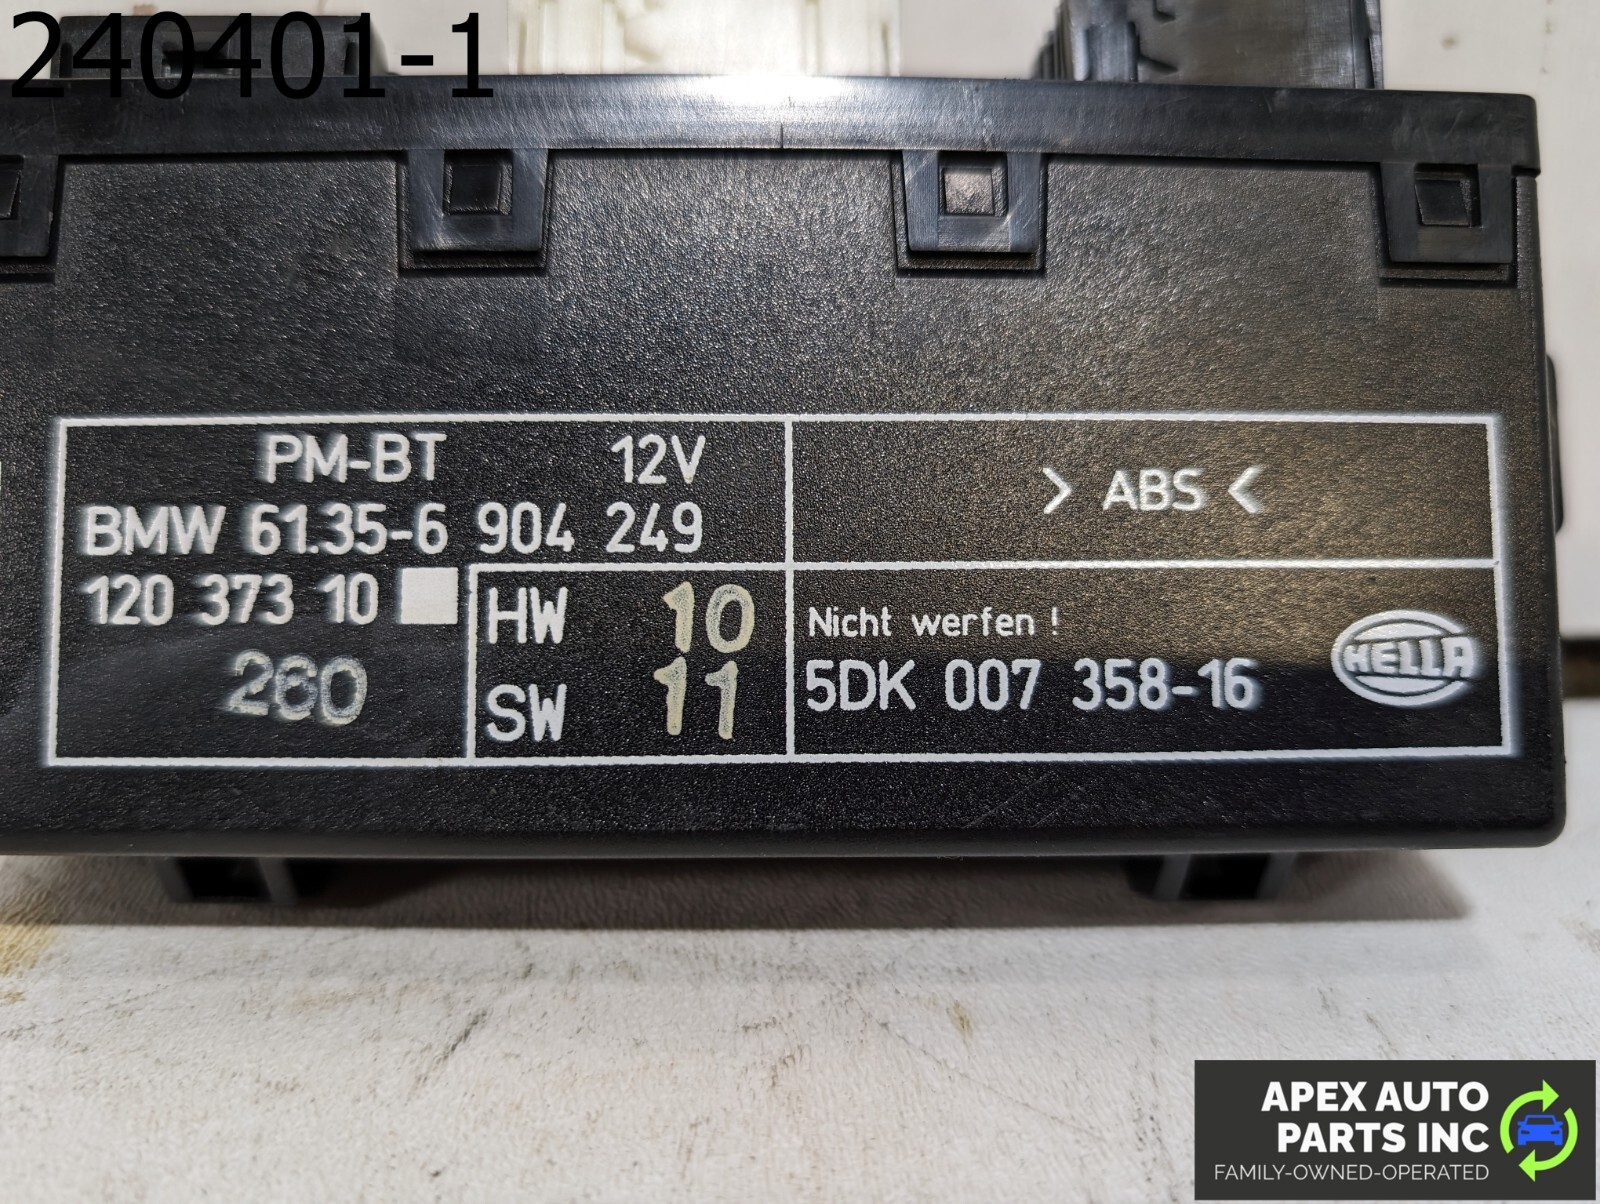 240401-1
PM-BT 12V
BMW 61.35-6 904 249
120 373 10
260
HW 10
SW 11
> ABS <
Nicht werfen !
5DK 007 358-16
HELLA
APEX AUTO
PARTS INC
FAMILY-OWNED-OPERATED